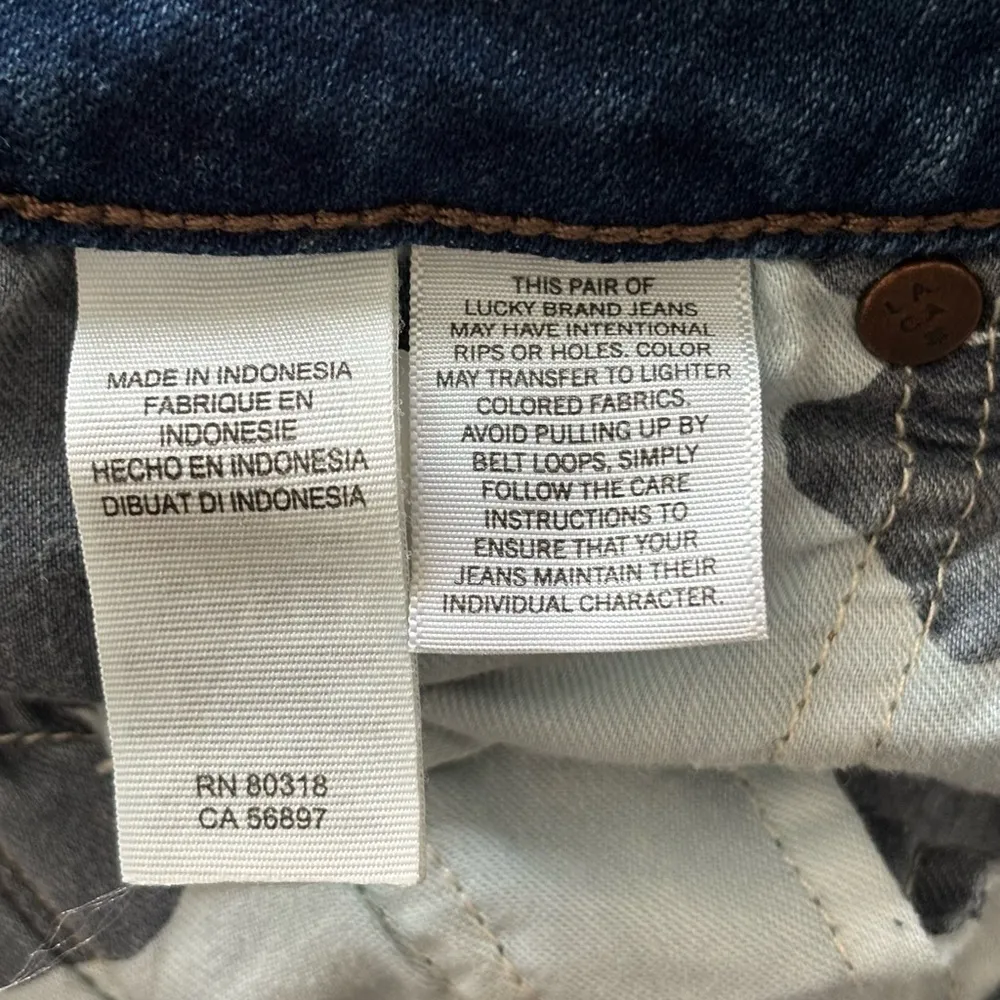 MADE IN INDONESIA
FABRIQUE EN
INDONESIE
HECHO EN INDONESIA
DIBUAT DI INDONESIA
RN 80318
CA 56897
THIS PAIR OF
LUCKY BRAND JEANS
MAY HAVE INTENTIONAL
RIPS OR HOLES. COLOR
MAY TRANSFER TO LIGHTER
COLORED FABRICS.
AVOID PULLING UP BY
BELT LOOPS, SIMPLY
FOLLOW THE CARE
INSTRUCTIONS TO
ENSURE THAT YOUR
JEANS MAINTAIN THEIR
INDIVIDUAL CHARACTER.
L.A.
CA